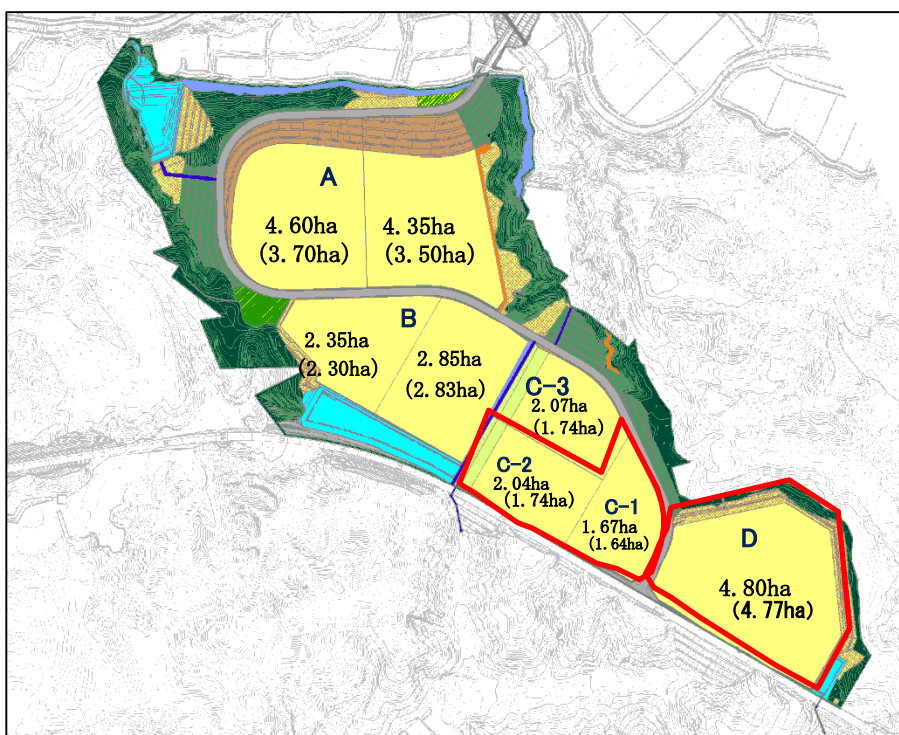 A
4.60ha
(3.70ha)
4.35ha
(3.50ha)
B
2.35ha
(2.30ha)
2.85ha
(2.83ha)
C-3
2.07ha
(1.74ha)
C-2
2.04ha
(1.74ha)
C-1
1.67ha
(1.64ha)
D
4.80ha
(4.77ha)